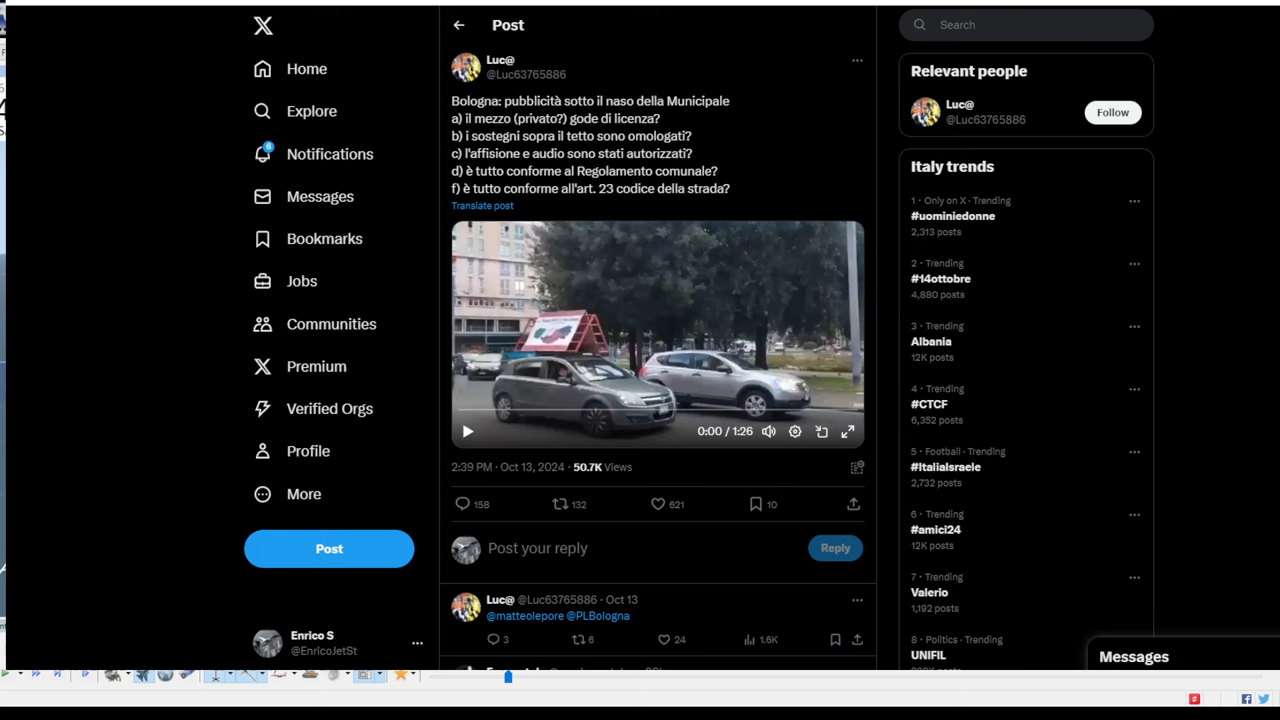 Home
Explore
6
Notifications
Messages
Bookmarks
Jobs
Communities
Premium
Verified Orgs
Profile
More
Post
Enrico S
@EnricoJetSt
Post
Luc@
@Luc63765886
Bologna: pubblicità sotto il naso della Municipale
a) il mezzo (privato?) gode di licenza?
b) i sostegni sopra il tetto sono omologati?
c) l'affisione e audio sono stati autorizzati?
d) è tutto conforme al Regolamento comunale?
f) è tutto conforme all'art. 23 codice della strada?
Translate post
0:00 / 1:26
2:39 PM · Oct 13, 2024 · 50.7K Views
158 132 621 10
Post your reply
Reply
Luc@ @Luc63765886 · Oct 13
@matteolepore @PLBologna
3 6 24 1.6K
Search
Relevant people
Luc@
@Luc63765886
Follow
Italy trends
1 · Only on X · Trending
#uominiedonne
2,313 posts
2 · Trending
#14ottobre
4,880 posts
3 · Trending
Albania
12K posts
4 · Trending
#CTCF
6,352 posts
5 · Football · Trending
#ItaliaIsraele
2,732 posts
6 · Trending
#amici24
12K posts
7 · Trending
Valerio
1,192 posts
8 · Politics · Trending
UNIFIL
Messages